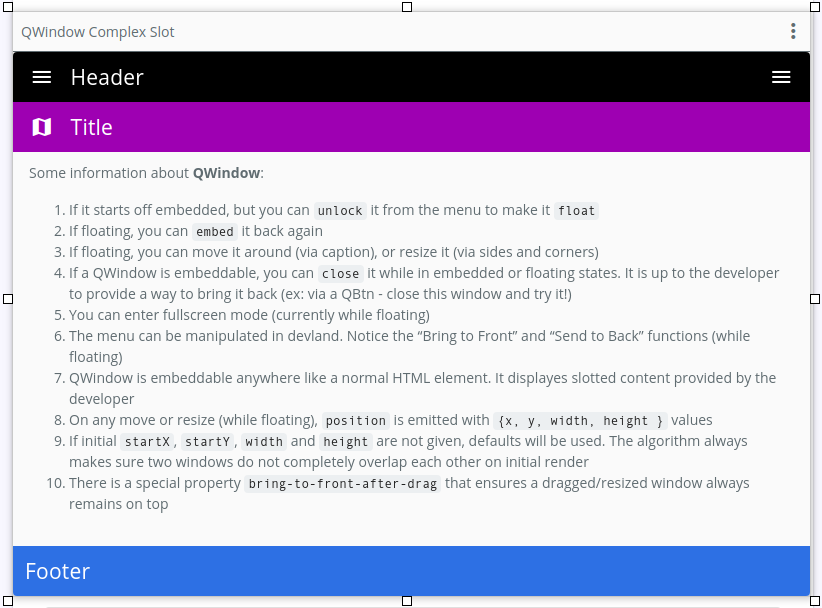 QWindow Complex Slot
Header
Title
Some information about QWindow:
1. If it starts off embedded, but you can unlock it from the menu to make it float
2. If floating, you can embed it back again
3. If floating, you can move it around (via caption), or resize it (via sides and corners)
4. If a QWindow is embeddable, you can close it while in embedded or floating states. It is up to the developer
to provide a way to bring it back (ex: via a QBtn - close this window and try it!)
5. You can enter fullscreen mode (currently while floating)
6. The menu can be manipulated in devland. Notice the “Bring to Front” and “Send to Back” functions (while
floating)
7. QWindow is embeddable anywhere like a normal HTML element. It displayes slotted content provided by the
developer
8. On any move or resize (while floating), position is emitted with {x, y, width, height } values
9. If initial startX, startY, width and height are not given, defaults will be used. The algorithm always
makes sure two windows do not completely overlap each other on initial render
10. There is a special property bring-to-front-after-drag that ensures a dragged/resized window always
remains on top
Footer